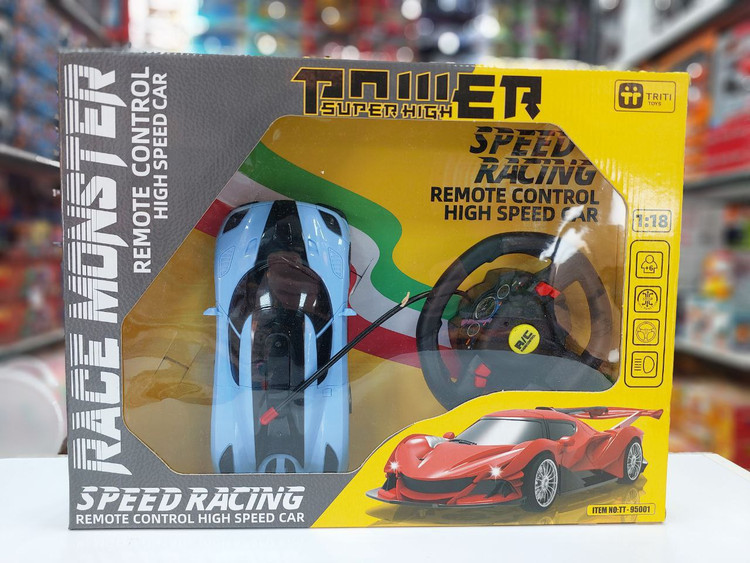 RACE MONSTER
REMOTE CONTROL
HIGH SPEED CAR
POWER
SUPER HIGH
TRITI
TOYS
SPEED
RACING
REMOTE CONTROL
HIGH SPEED CAR
1:18
R/C
SPEED RACING
REMOTE CONTROL HIGH SPEED CAR
ITEM NO:TT - 95001